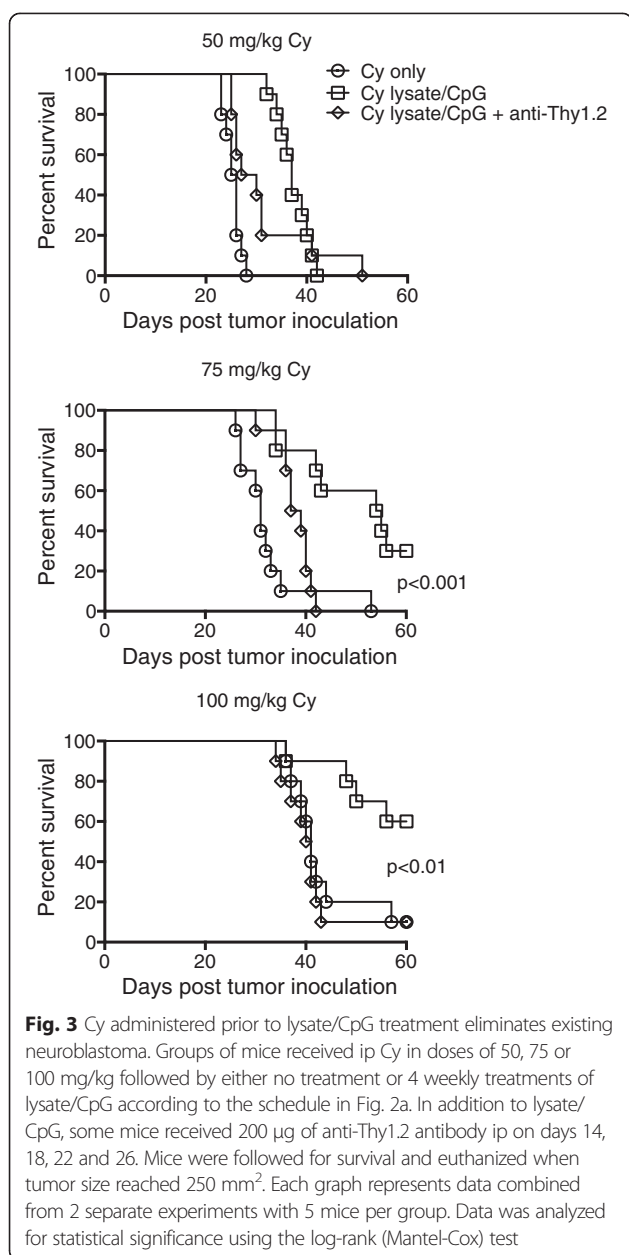 50 mg/kg Cy
Cy only
Cy lysate/CpG
Cy lysate/CpG + anti-Thy1.2
Percent survival
100
80
60
40
20
0
0 20 40 60
Days post tumor inoculation
75 mg/kg Cy
Percent survival
100
80
60
40
20
0
p<0.001
0 20 40 60
Days post tumor inoculation
100 mg/kg Cy
Percent survival
100
80
60
40
20
0
p<0.01
0 20 40 60
Days post tumor inoculation
Fig. 3 Cy administered prior to lysate/CpG treatment eliminates existing
neuroblastoma. Groups of mice received ip Cy in doses of 50, 75 or
100 mg/kg followed by either no treatment or 4 weekly treatments of
lysate/CpG according to the schedule in Fig. 2a. In addition to lysate/
CpG, some mice received 200 μg of anti-Thy1.2 antibody ip on days 14,
18, 22 and 26. Mice were followed for survival and euthanized when
tumor size reached 250 mm². Each graph represents data combined
from 2 separate experiments with 5 mice per group. Data was analyzed
for statistical significance using the log-rank (Mantel-Cox) test